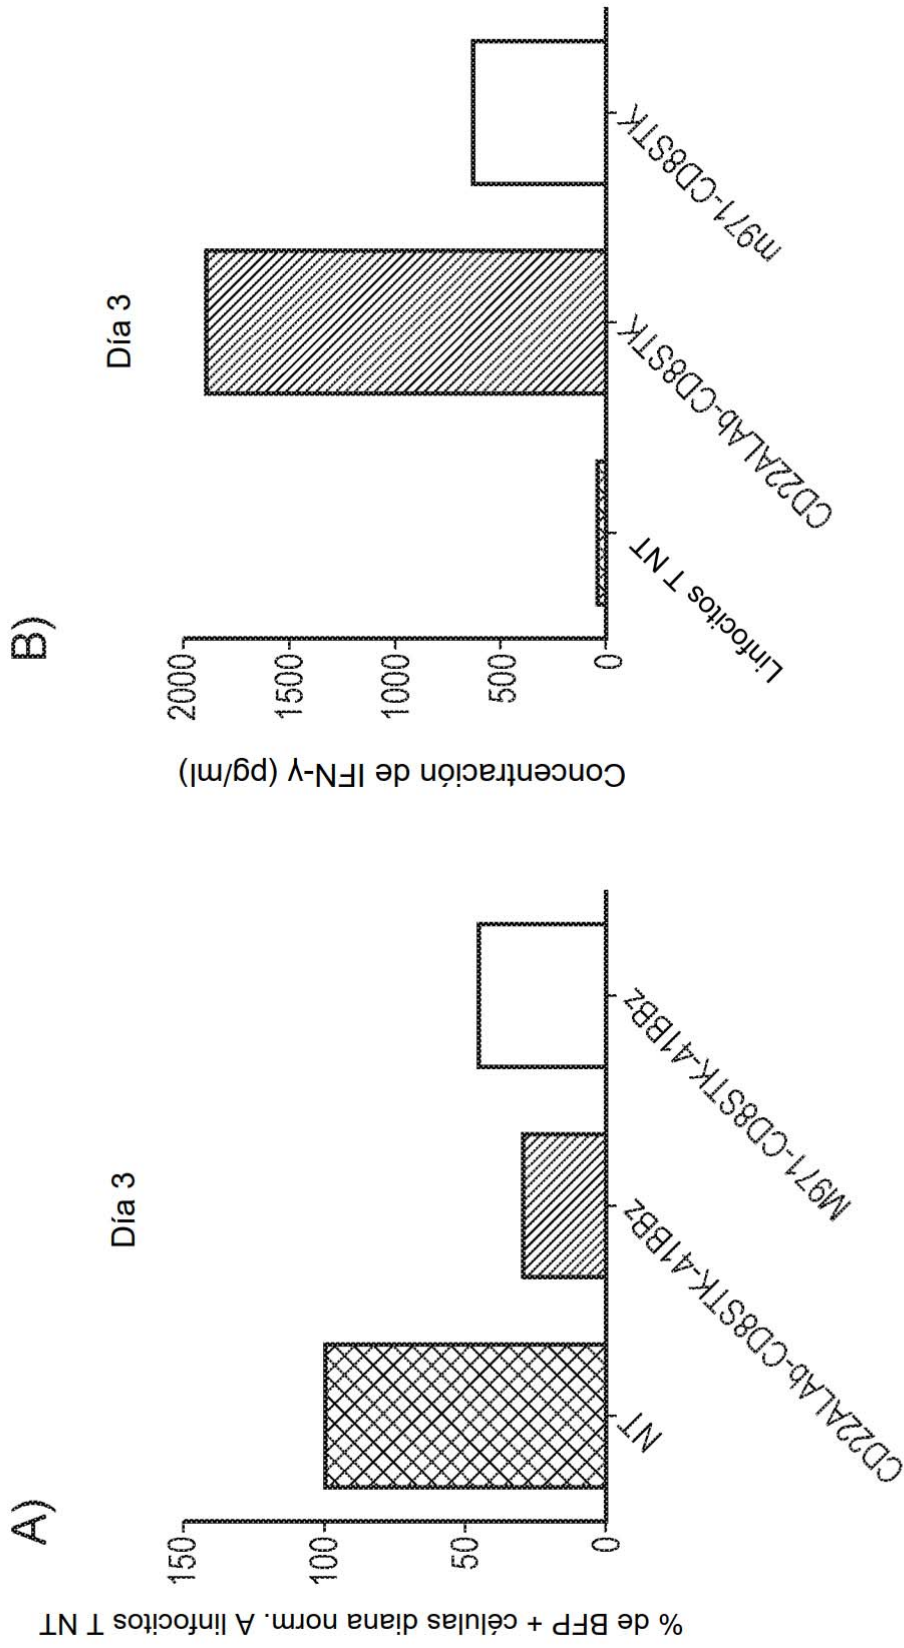 A)
Día 3
% de BFP + células diana norm. A linfocitos T NT
150
100
50
0
NT
CD22ALAb-CD8STK-41BBz
M971-CD8STK-41BBz
B)
Día 3
Concentración de IFN-γ (pg/ml)
2000
1500
1000
500
0
Linfocitos T NT
CD22ALAb-CD8STK
m971-CD8STK